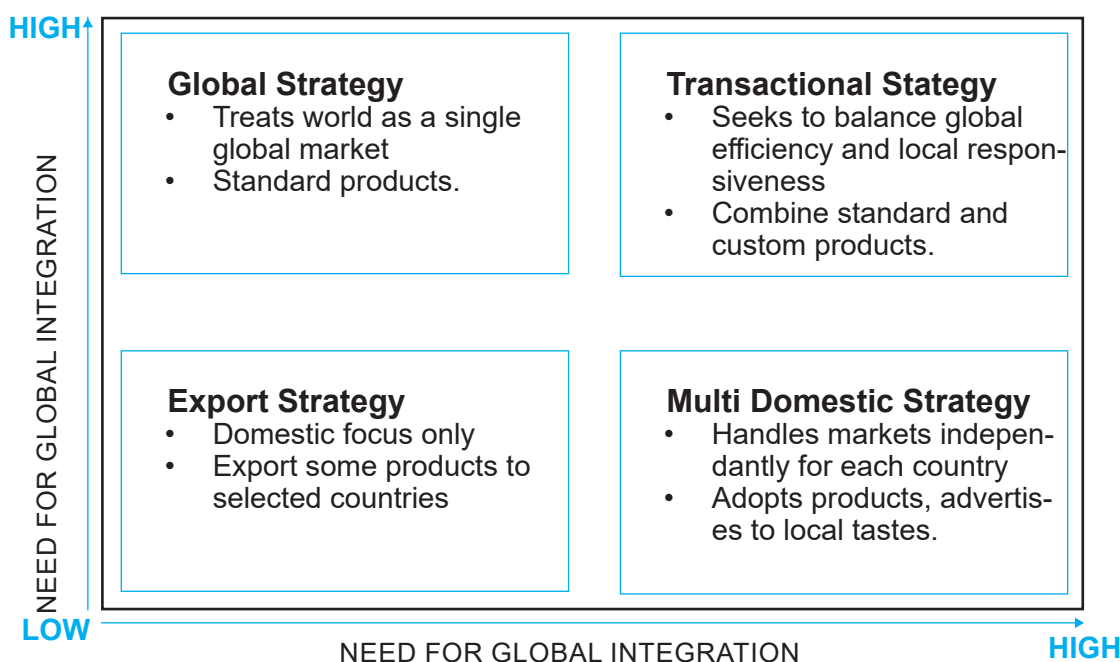 HIGH
NEED FOR GLOBAL INTEGRATION
Global Strategy
• Treats world as a single
global market
• Standard products.
Transactional Stategy
• Seeks to balance global
efficiency and local respon-
siveness
• Combine standard and
custom products.
Export Strategy
• Domestic focus only
• Export some products to
selected countries
Multi Domestic Strategy
• Handles markets indepen-
dantly for each country
• Adopts products, advertis-
es to local tastes.
LOW
NEED FOR GLOBAL INTEGRATION
HIGH